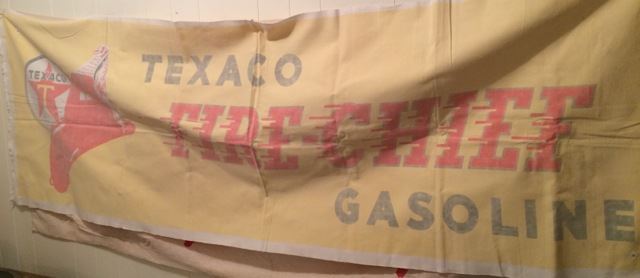 TEXACO
T
TEXACO
FIRE-CHIEF
GASOLINE